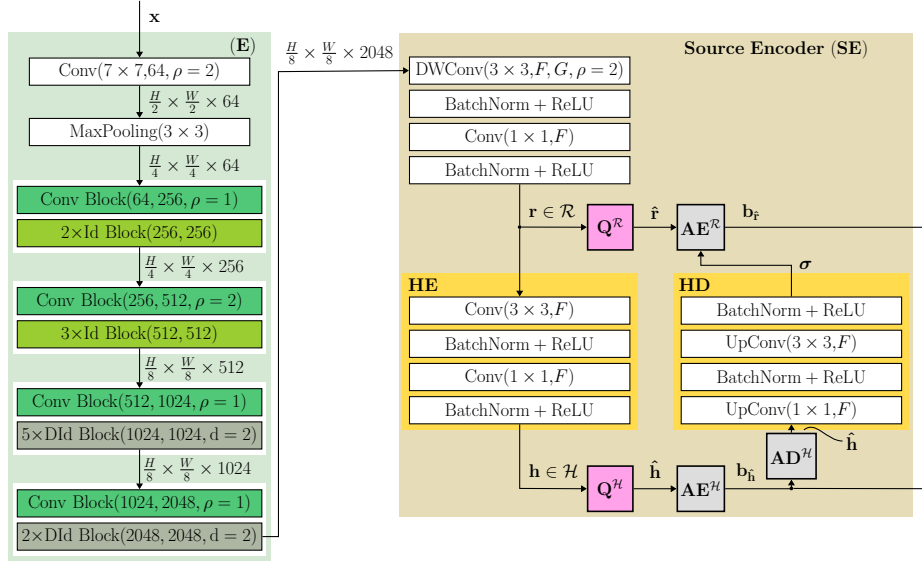 x
(E)
Conv(7 × 7,64, ρ = 2)
H/2 × W/2 × 64
MaxPooling(3 × 3)
H/4 × W/4 × 64
Conv Block(64, 256, ρ = 1)
2×Id Block(256, 256)
H/4 × W/4 × 256
Conv Block(256, 512, ρ = 2)
3×Id Block(512, 512)
H/8 × W/8 × 512
Conv Block(512, 1024, ρ = 1)
5×DId Block(1024, 1024, d = 2)
H/8 × W/8 × 1024
Conv Block(1024, 2048, ρ = 1)
2×DId Block(2048, 2048, d = 2)
H/8 × W/8 × 2048
Source Encoder (SE)
DWConv(3 × 3,F, G, ρ = 2)
BatchNorm + ReLU
Conv(1 × 1,F)
BatchNorm + ReLU
r ∈ ℛ
Q^ℛ
r̂
AE^ℛ
b_r̂
σ
HE
Conv(3 × 3,F)
BatchNorm + ReLU
Conv(1 × 1,F)
BatchNorm + ReLU
HD
BatchNorm + ReLU
UpConv(3 × 3,F)
BatchNorm + ReLU
UpConv(1 × 1,F)
ĥ
AD^ℋ
h ∈ ℋ
Q^ℋ
ĥ
AE^ℋ
b_ĥ